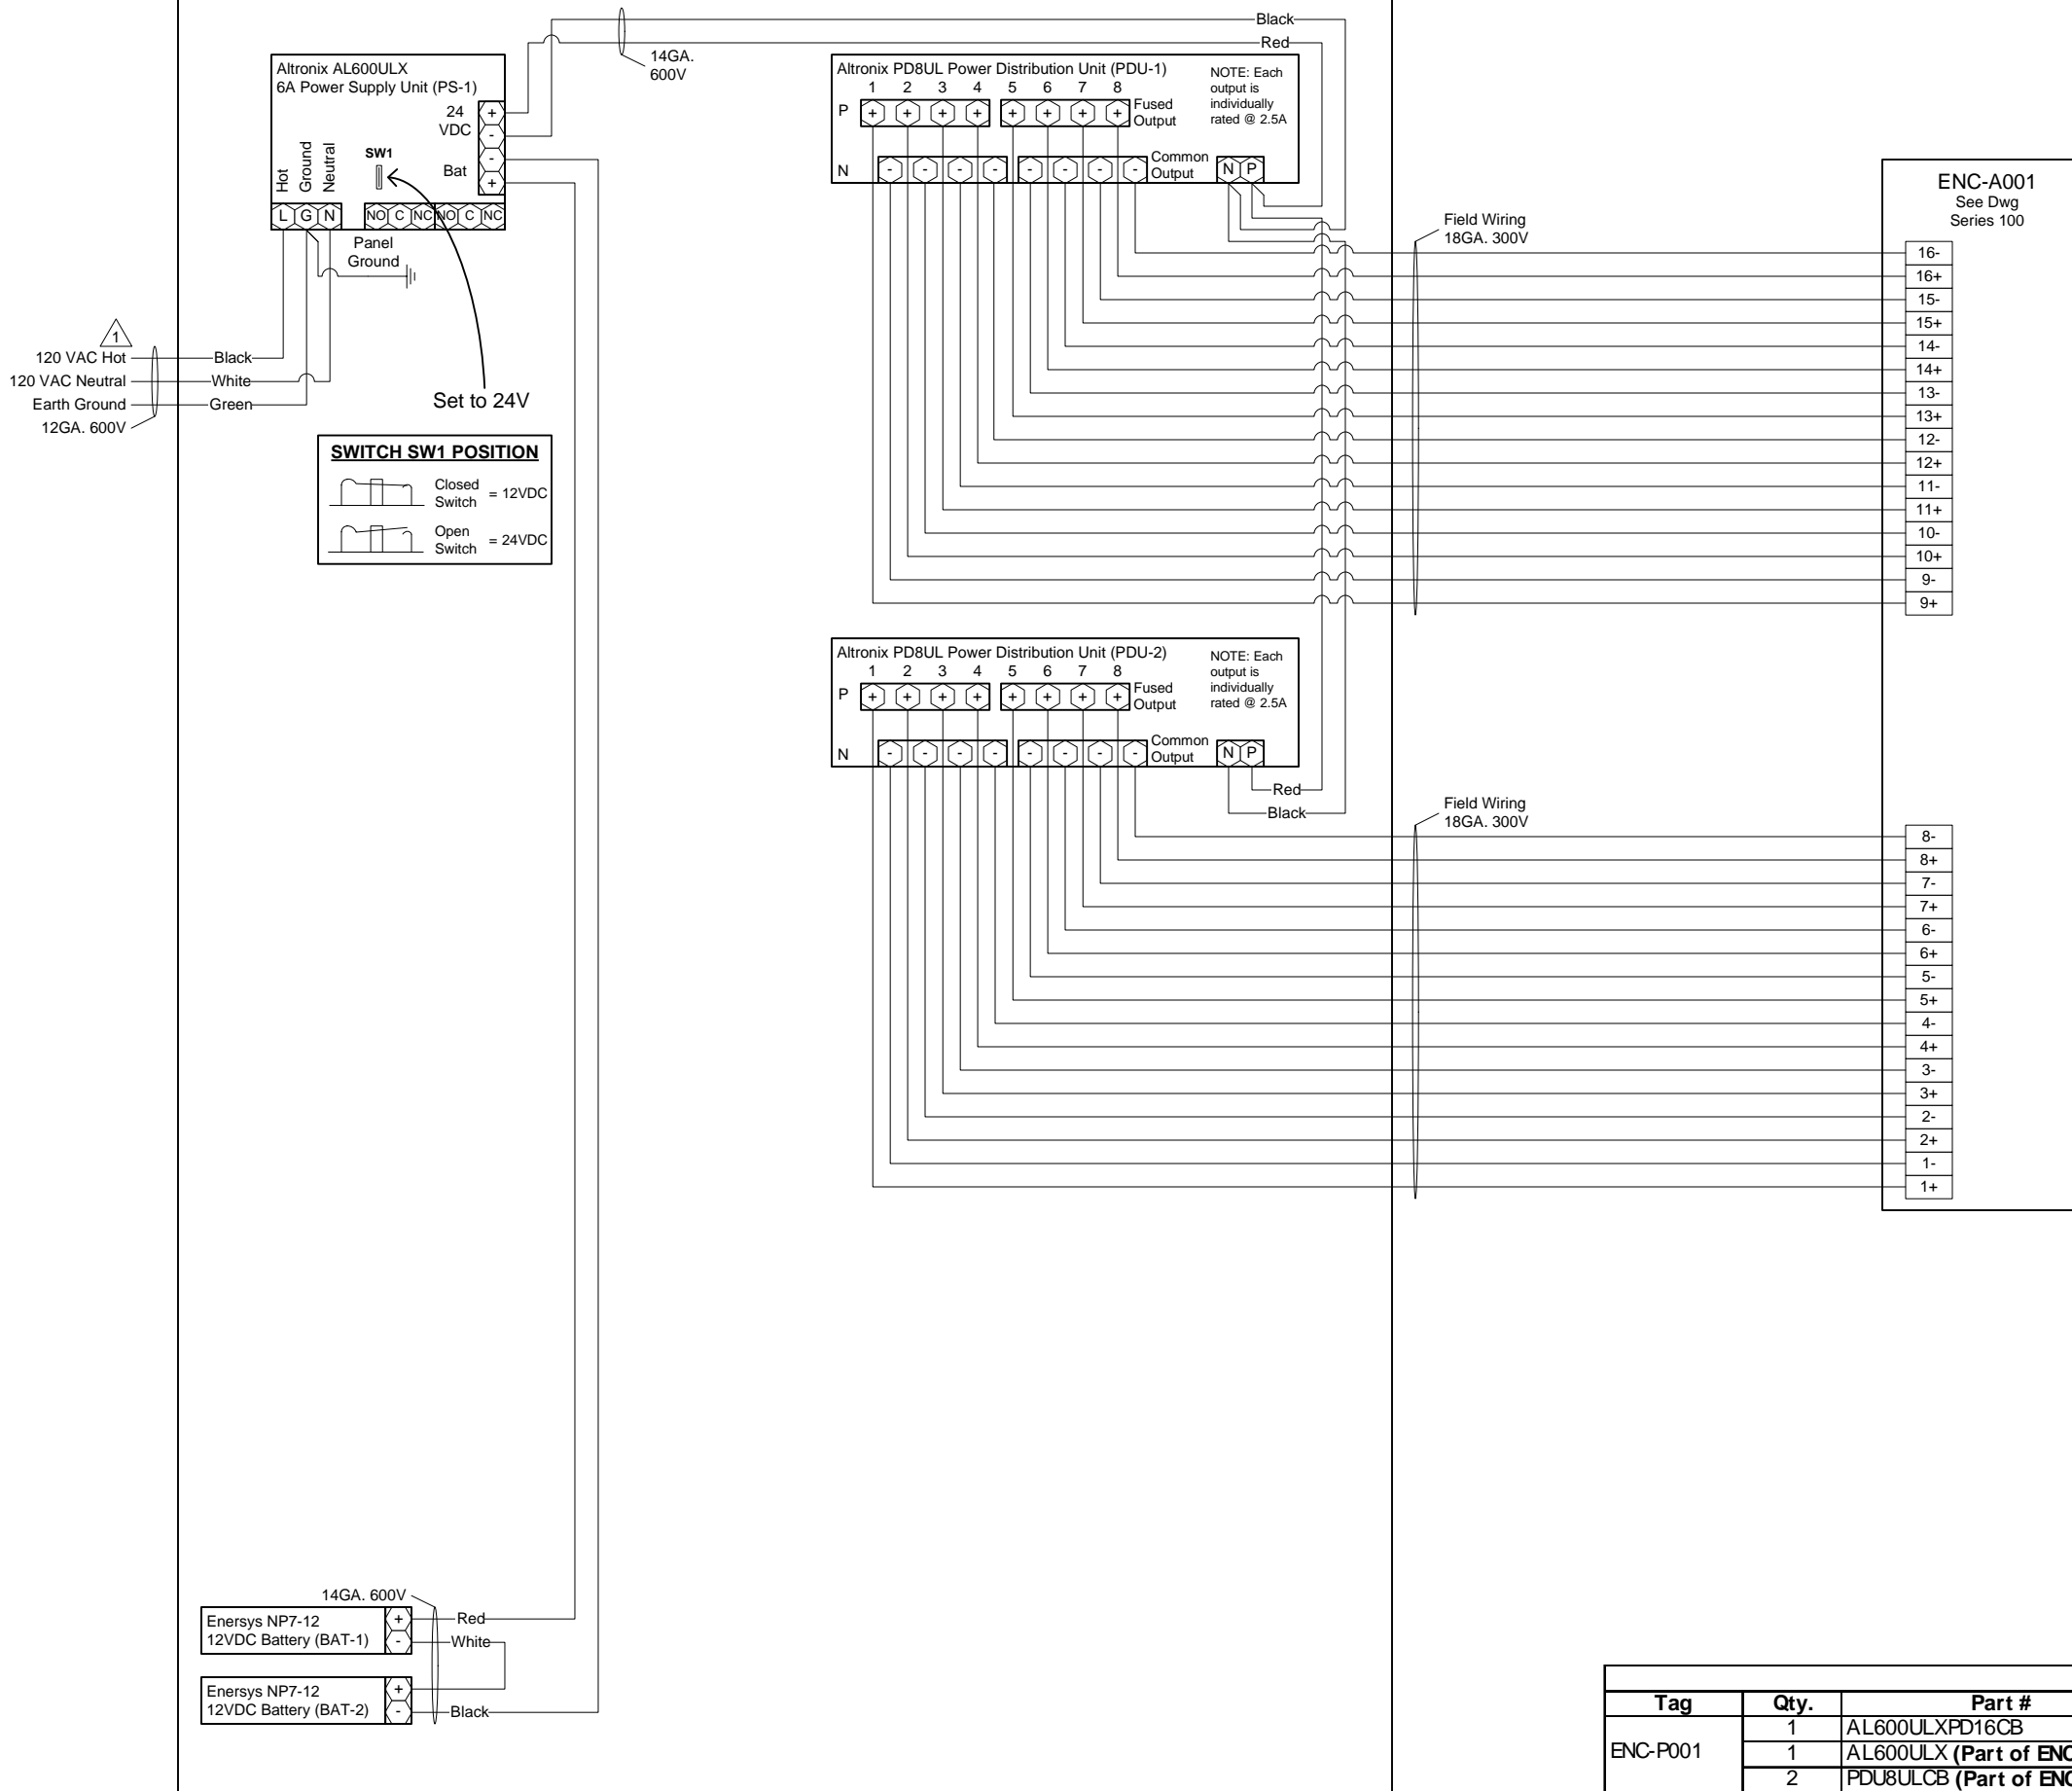 Black
Red
14GA.
600V
Altronix AL600ULX
6A Power Supply Unit (PS-1)
24
VDC
+
-
-
+
Bat
SW1
Hot
Ground
Neutral
L G N
NO C NC NO C NC
Panel
Ground
1
120 VAC Hot
120 VAC Neutral
Earth Ground
12GA. 600V
Black
White
Green
Set to 24V
SWITCH SW1 POSITION
Closed
Switch
= 12VDC
Open
Switch
= 24VDC
Altronix PD8UL Power Distribution Unit (PDU-1)
1 2 3 4 5 6 7 8
P + + + + + + + +
Fused
Output
NOTE: Each
output is
individually
rated @ 2.5A
N - - - - - - - -
Common
Output
N P
Field Wiring
18GA. 300V
ENC-A001
See Dwg
Series 100
16-
16+
15-
15+
14-
14+
13-
13+
12-
12+
11-
11+
10-
10+
9-
9+
Altronix PD8UL Power Distribution Unit (PDU-2)
1 2 3 4 5 6 7 8
P + + + + + + + +
Fused
Output
NOTE: Each
output is
individually
rated @ 2.5A
N - - - - - - - -
Common
Output
N P
Red
Black
Field Wiring
18GA. 300V
8-
8+
7-
7+
6-
6+
5-
5+
4-
4+
3-
3+
2-
2+
1-
1+
14GA. 600V
Enersys NP7-12
12VDC Battery (BAT-1)
+
-
Red
White
Enersys NP7-12
12VDC Battery (BAT-2)
+
-
Black
Tag Qty. Part #
ENC-P001
1 AL600ULXPD16CB
1 AL600ULX (Part of ENC
2 PDU8ULCB (Part of ENC